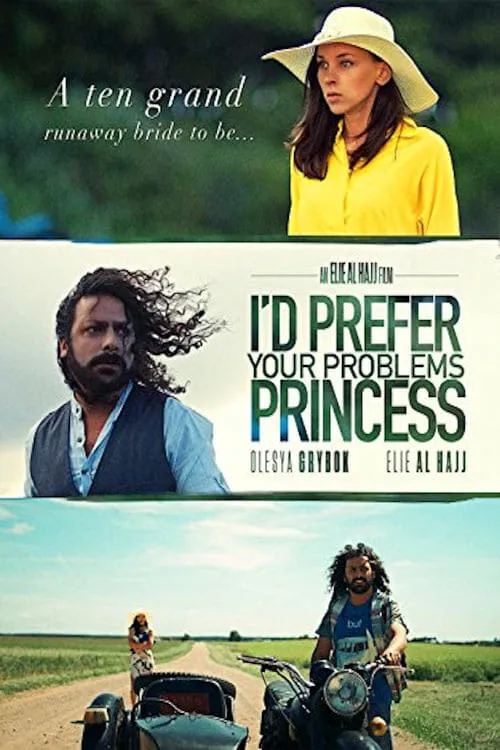 A ten grand
runaway bride to be...
AN ELIE AL HAJJ FILM
I'D PREFER
YOUR PROBLEMS
PRINCESS
OLESYA GRYBOK ELIE AL HAJJ
but